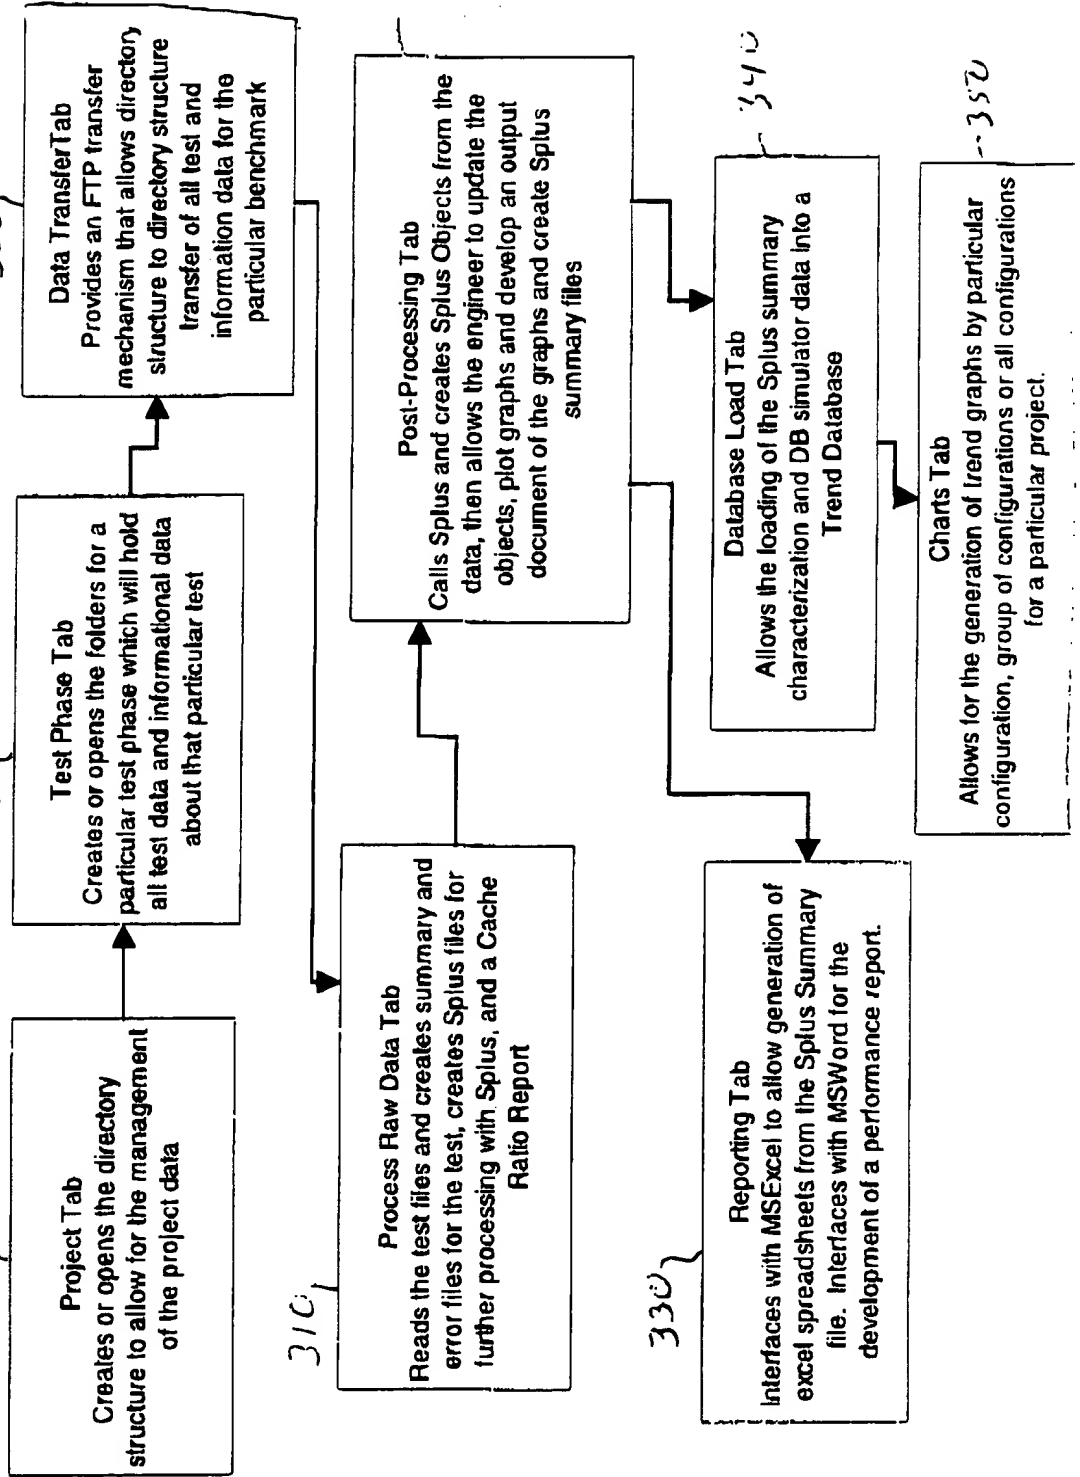 Project Tab
Creates or opens the directory
structure to allow for the management
of the project data
Test Phase Tab
Creates or opens the folders for a
particular test phase which will hold
all test data and informational data
about that particular test
Data TransferTab
Provides an FTP transfer
mechanism that allows directory
structure to directory structure
transfer of all test and
information data for the
particular benchmark
310
Process Raw Data Tab
Reads the test files and creates summary and
error files for the test, creates Splus files for
further processing with Splus, and a Cache
Ratio Report
Post-Processing Tab
Calls Splus and creates Splus Objects from the
data, then allows the engineer to update the
objects, plot graphs and develop an output
document of the graphs and create Splus
summary files
330
Reporting Tab
Interfaces with MSExcel to allow generation of
excel spreadsheets from the Splus Summary
file. Interfaces with MSWord for the
development of a performance report.
340
Database Load Tab
Allows the loading of the Splus summary
characterization and DB simulator data into a
Trend Database
350
Charts Tab
Allows for the generation of trend graphs by particular
configuration, group of configurations or all configurations
for a particular project.